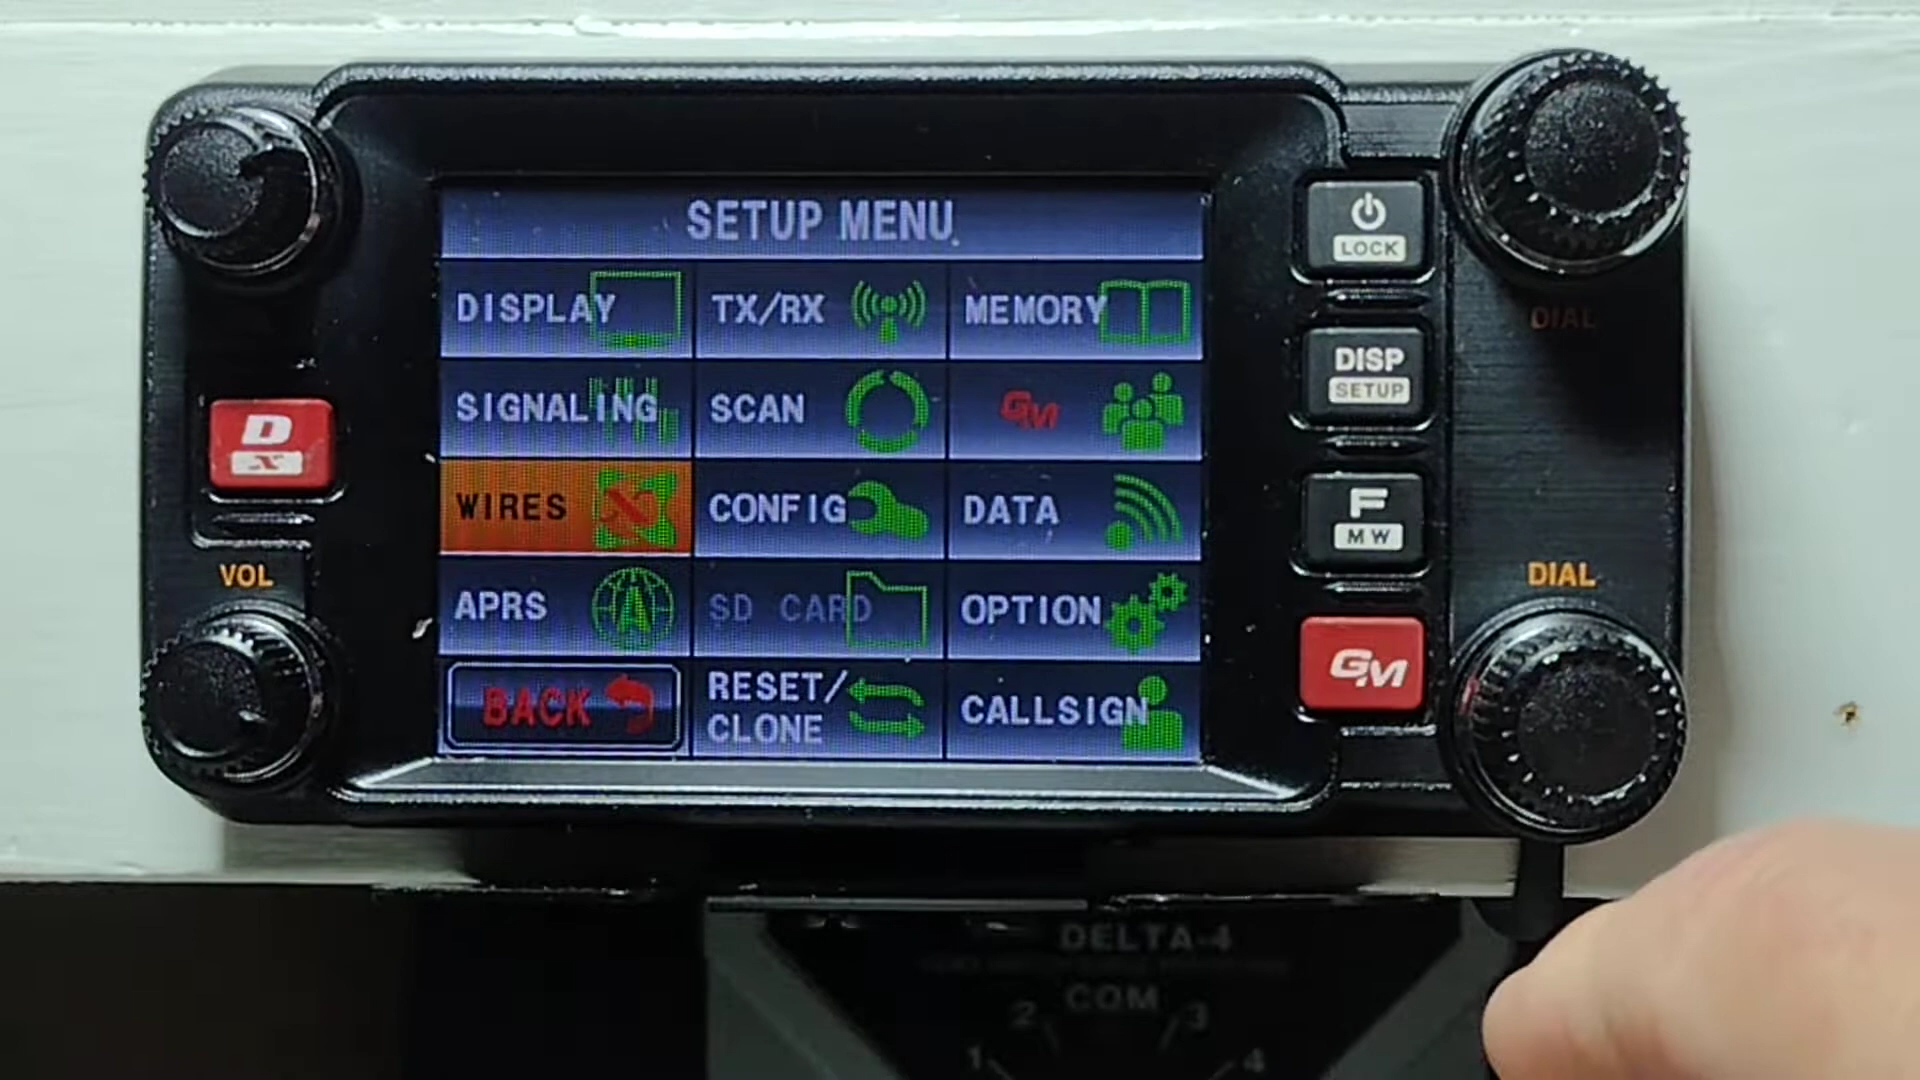 SETUP MENU
DISPLAY TX/RX MEMORY
SIGNALING SCAN GM
WIRES X CONFIG DATA
APRS SD CARD OPTION
BACK RESET/
CLONE CALLSIGN
D
X
VOL
LOCK
DISP
SETUP
F
MW
GM
DIAL
DIAL
DELTA-4
COM
2 3
1 4